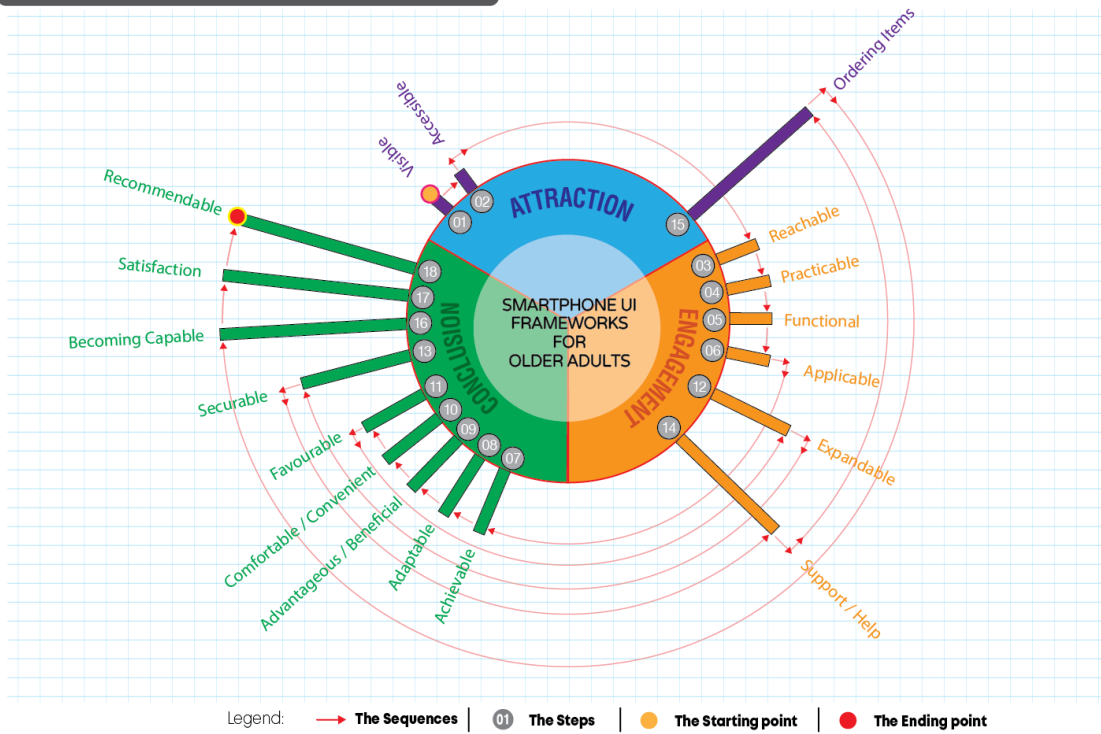 Ordering Items
Accessible
Visible
Recommendable
Satisfaction
Becoming Capable
Securable
Favourable
Comfortable / Convenient
Advantageous / Beneficial
Adaptable
Achievable
Reachable
Practicable
Functional
Applicable
Expandable
Support / Help
ATTRACTION
ENGAGEMENT
CONCLUSION
SMARTPHONE UI
FRAMEWORKS
FOR
OLDER ADULTS
01
02
15
03
04
05
06
12
14
07
08
09
10
11
13
16
17
18
Legend: The Sequences 01 The Steps The Starting point The Ending point